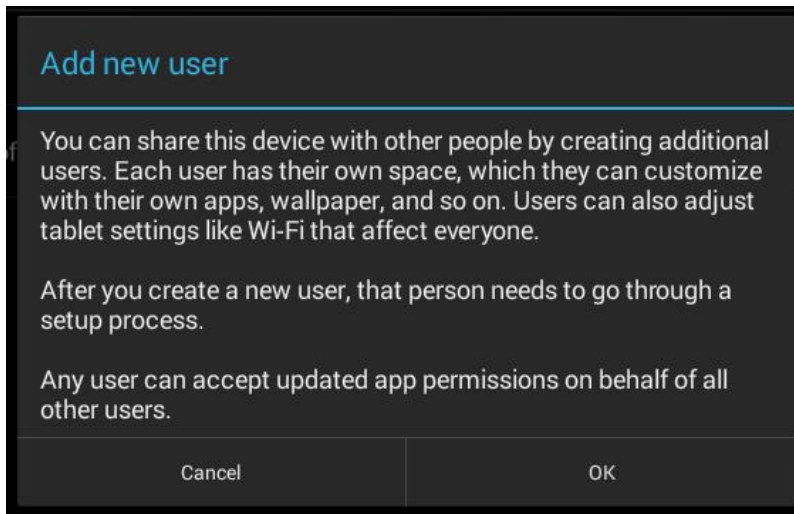 Add new user
You can share this device with other people by creating additional
users. Each user has their own space, which they can customize
with their own apps, wallpaper, and so on. Users can also adjust
tablet settings like Wi-Fi that affect everyone.
After you create a new user, that person needs to go through a
setup process.
Any user can accept updated app permissions on behalf of all
other users.
Cancel
OK